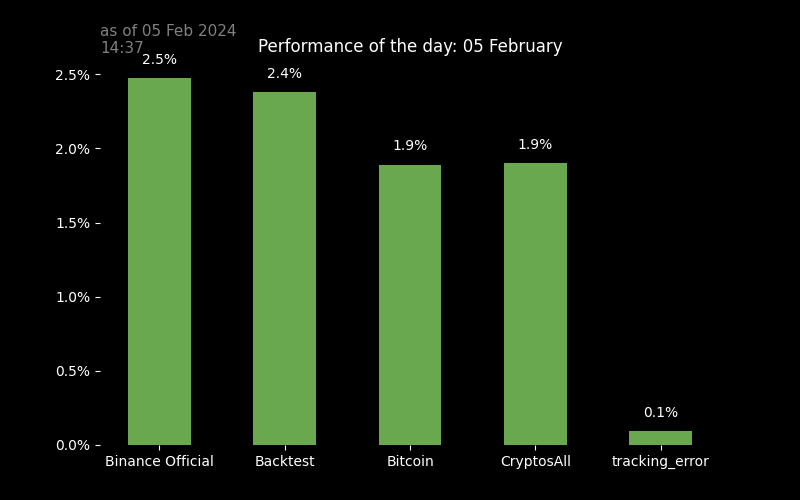 as of 05 Feb 2024
14:37
Performance of the day: 05 February
2.5%
2.4%
1.9%
1.9%
0.1%
2.5%
2.0%
1.5%
1.0%
0.5%
0.0%
Binance Official
Backtest
Bitcoin
CryptosAll
tracking_error